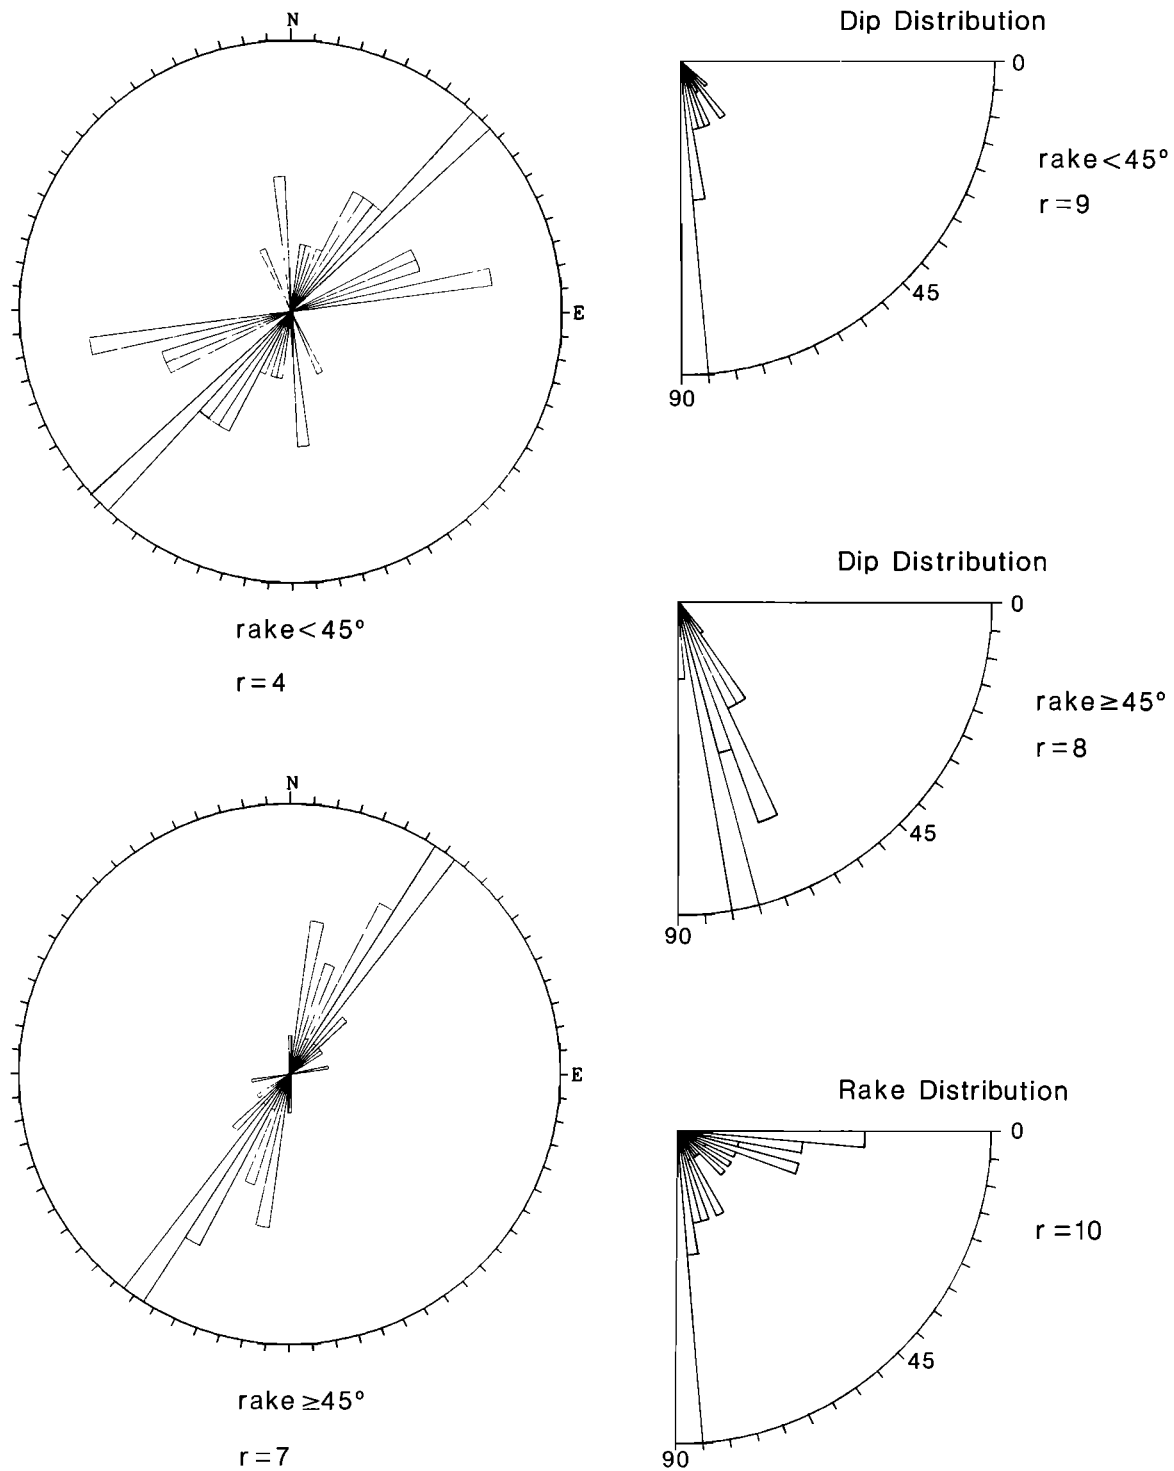 N
E
rake<45°
r=4
Dip Distribution
0
rake<45°
r=9
45
90
Dip Distribution
0
rake≥45°
r=8
45
90
N
E
rake≥45°
r=7
Rake Distribution
0
r=10
45
90